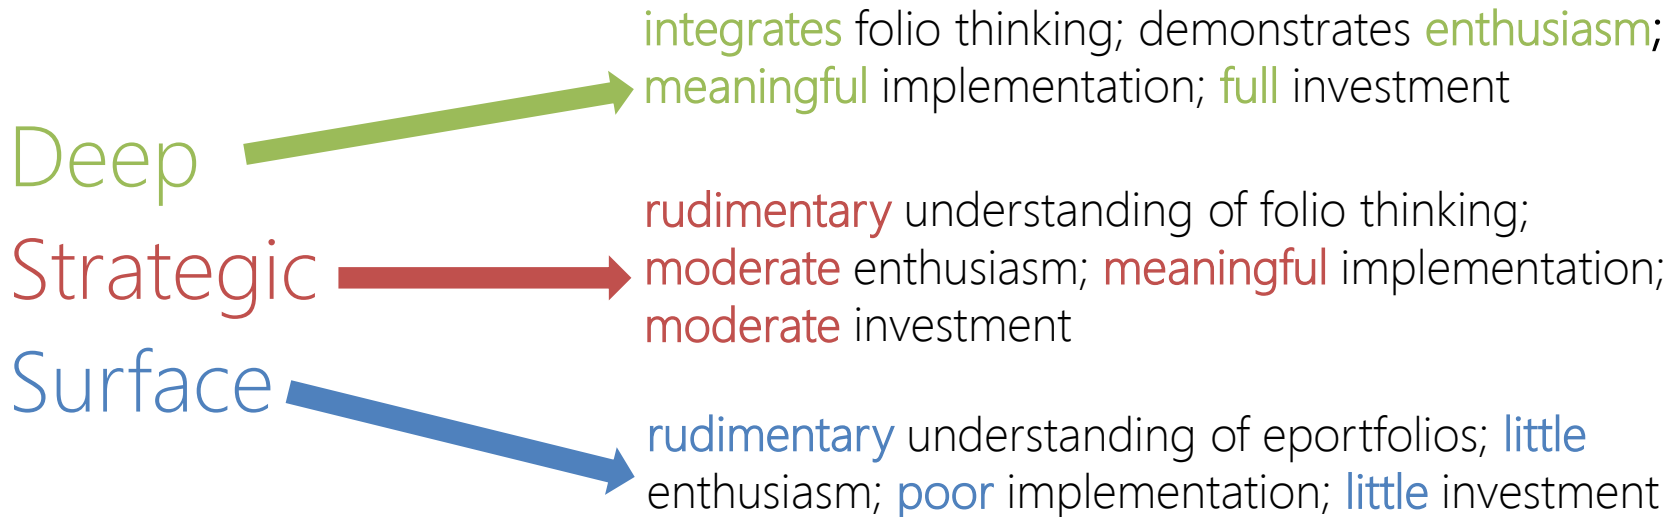 Deep
integrates folio thinking; demonstrates enthusiasm;
meaningful implementation; full investment
Strategic
rudimentary understanding of folio thinking;
moderate enthusiasm; meaningful implementation;
moderate investment
Surface
rudimentary understanding of eportfolios; little
enthusiasm; poor implementation; little investment